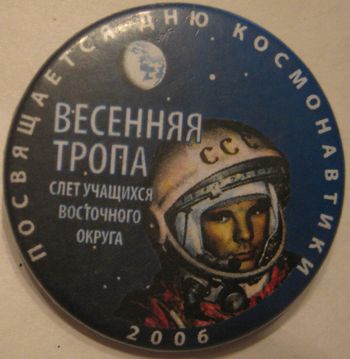 ПОСВЯЩАЕТСЯ ДНЮ КОСМОНАВТИКИ
ВЕСЕННЯЯ
ТРОПА
СЛЕТ УЧАЩИХСЯ
ВОСТОЧНОГО
ОКРУГА
СССР
2006